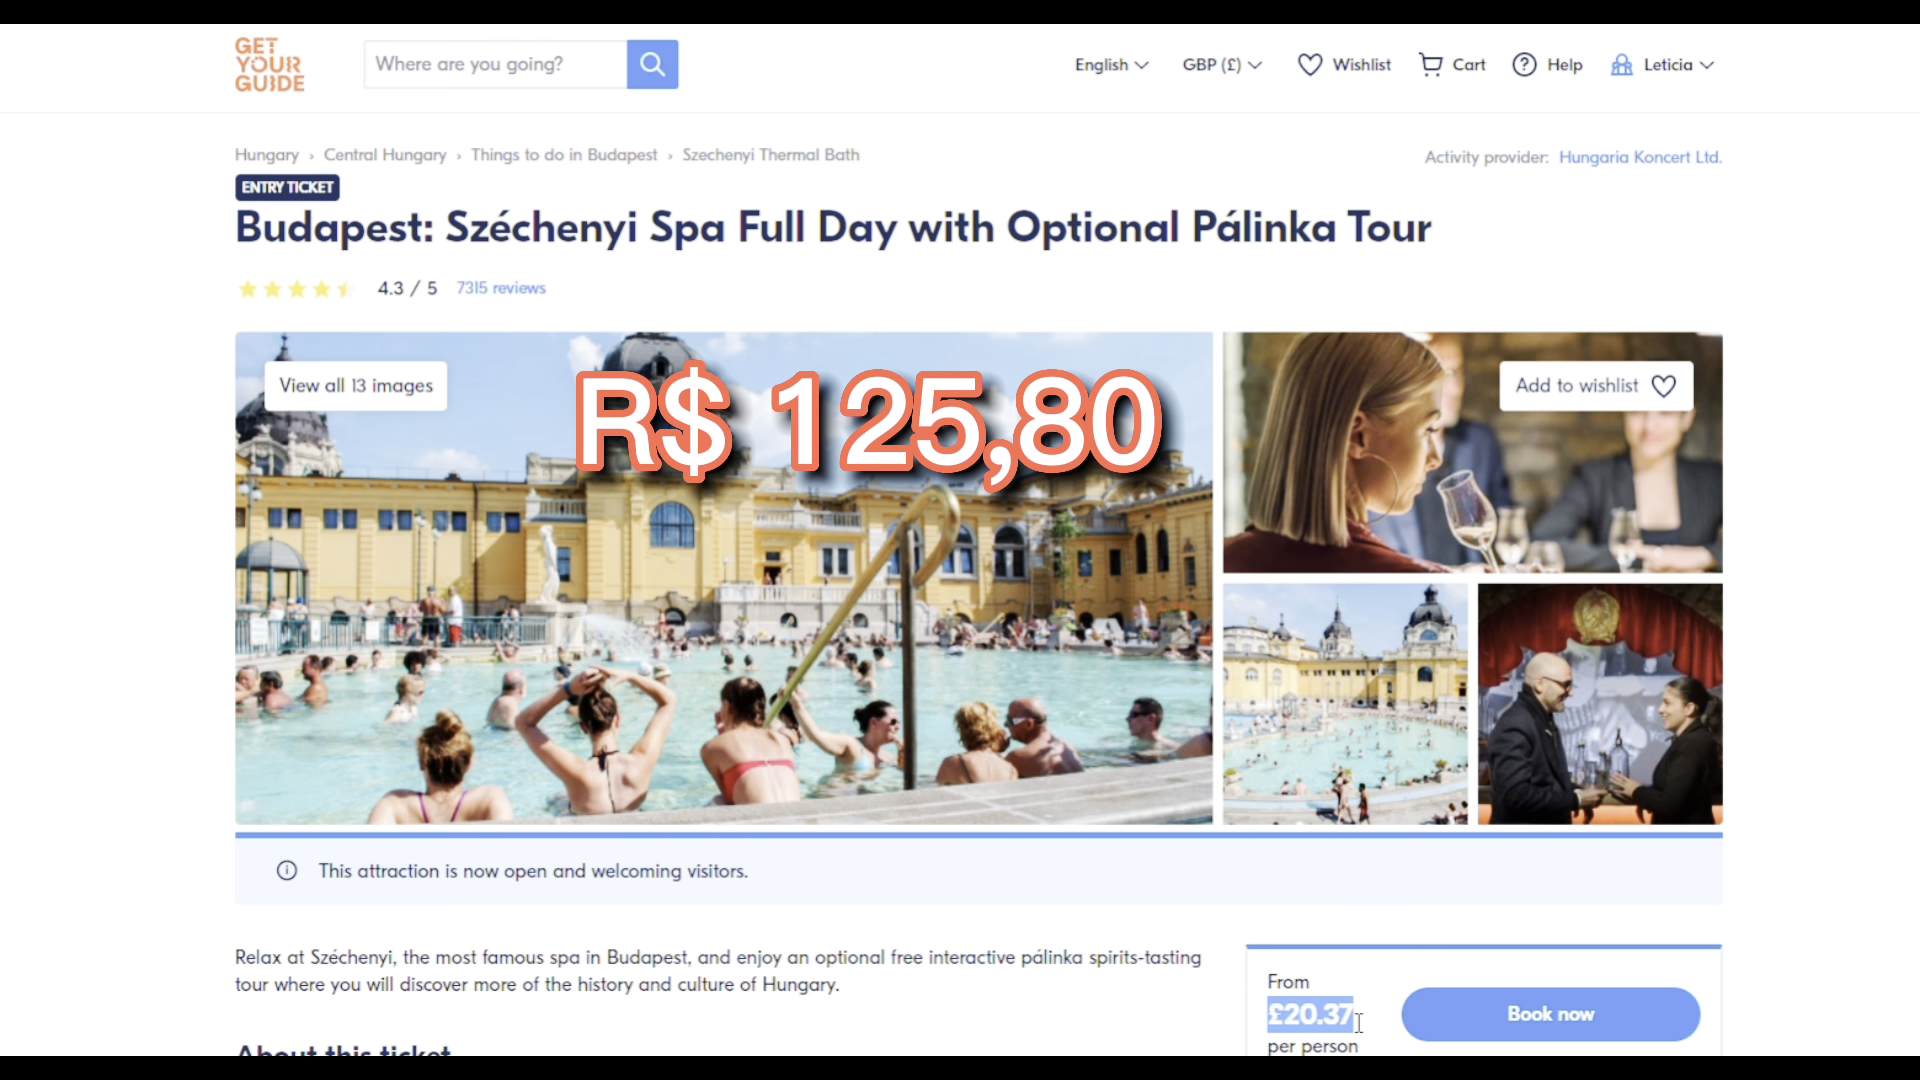 GET
YOUR
GUIDE
Where are you going?
English
GBP (£)
Wishlist
Cart
Help
Leticia
Hungary › Central Hungary › Things to do in Budapest › Szechenyi Thermal Bath
Activity provider: Hungaria Koncert Ltd.
ENTRY TICKET
Budapest: Széchenyi Spa Full Day with Optional Pálinka Tour
4.3 / 5 7315 reviews
View all 13 images
R$ 125,80
Add to wishlist
This attraction is now open and welcoming visitors.
Relax at Széchenyi, the most famous spa in Budapest, and enjoy an optional free interactive pálinka spirits-tasting
tour where you will discover more of the history and culture of Hungary.
From
£20.37
per person
Book now
About this ticket